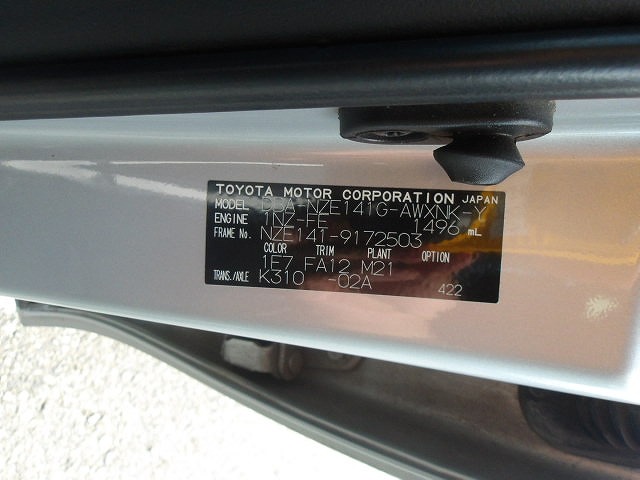 TOYOTA MOTOR CORPORATION JAPAN
MODEL DBA-NZE141G-AWXNK-Y
ENGINE 1NZ-FE 1496 mL
FRAME No. NZE141-9172503
COLOR TRIM PLANT OPTION
1E7 FA12 M21
TRANS./AXLE K310 -02A
422